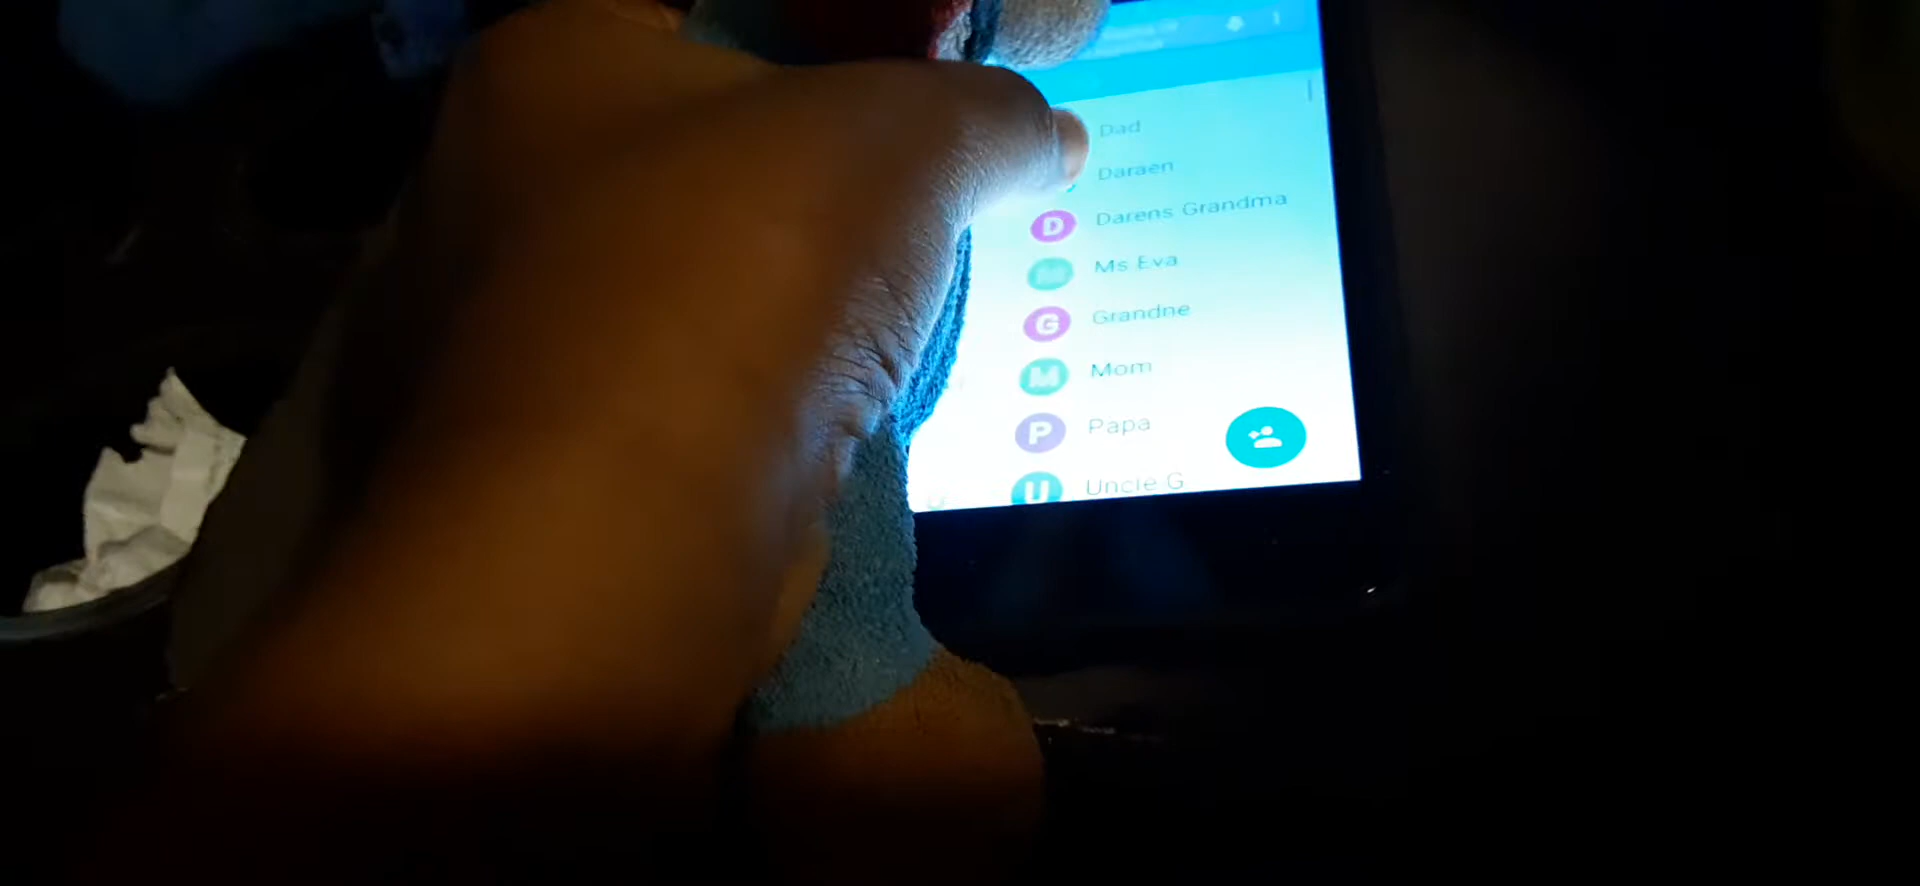 Dad
Daraen
D Darens Grandma
Ms Eva
G Grandne
M Mom
P Papa
U Uncle G